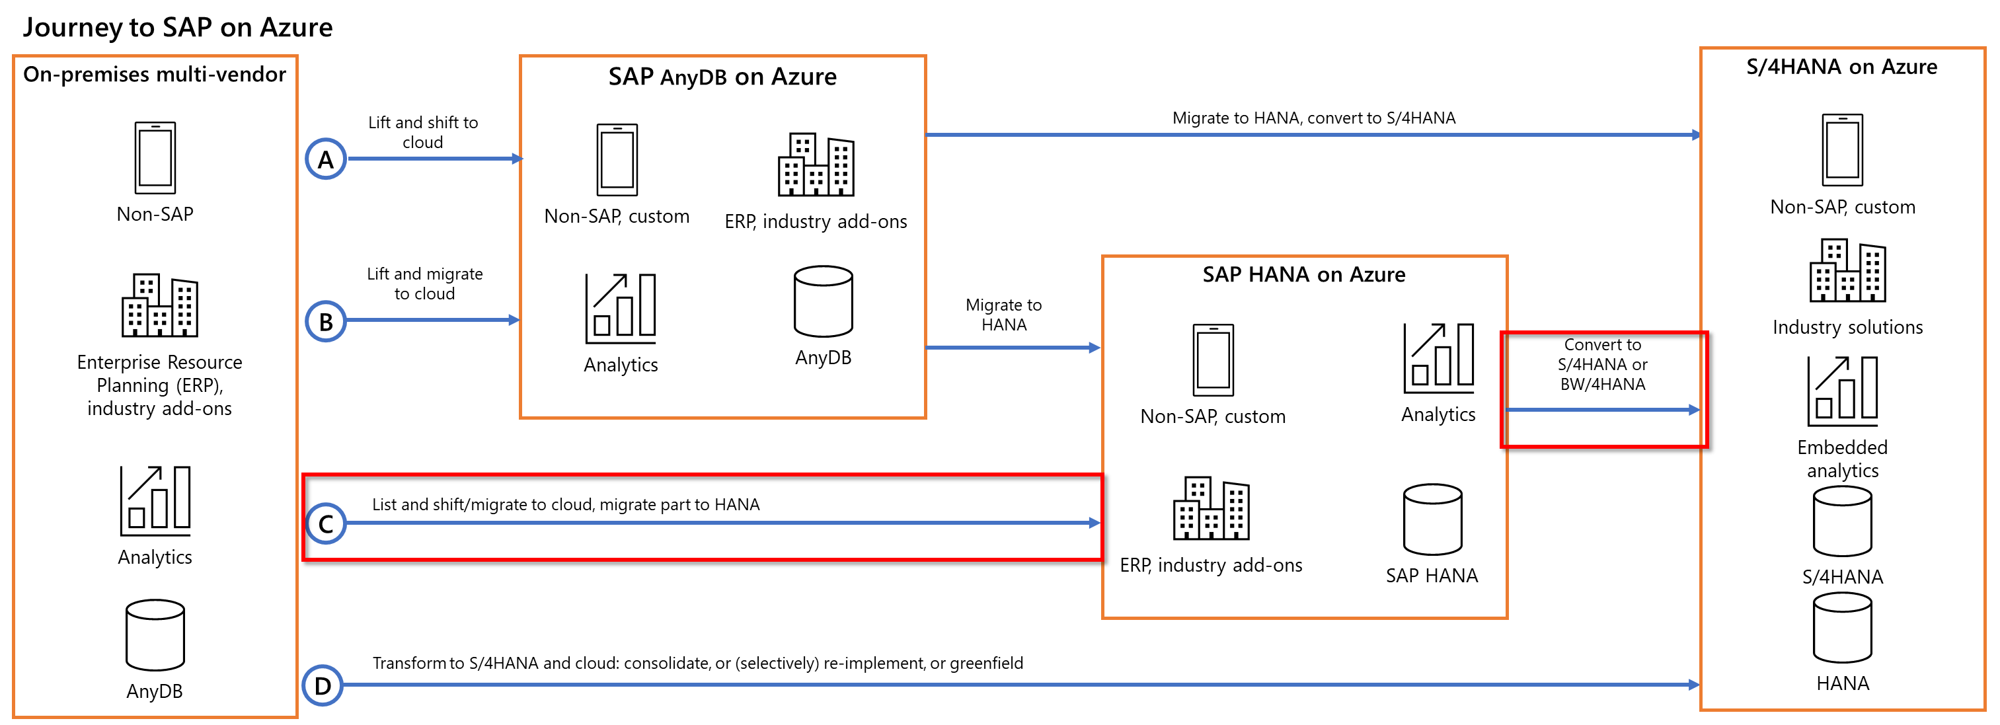 Journey to SAP on Azure
On-premises multi-vendor
Non-SAP
Enterprise Resource
Planning (ERP),
industry add-ons
Analytics
AnyDB
A
Lift and shift to
cloud
B
Lift and migrate
to cloud
C
List and shift/migrate to cloud, migrate part to HANA
D
Transform to S/4HANA and cloud: consolidate, or (selectively) re-implement, or greenfield
SAP AnyDB on Azure
Non-SAP, custom
ERP, industry add-ons
Analytics
AnyDB
Migrate to HANA, convert to S/4HANA
Migrate to
HANA
SAP HANA on Azure
Non-SAP, custom
Analytics
ERP, industry add-ons
SAP HANA
Convert to
S/4HANA or
BW/4HANA
S/4HANA on Azure
Non-SAP, custom
Industry solutions
Embedded
analytics
S/4HANA
HANA